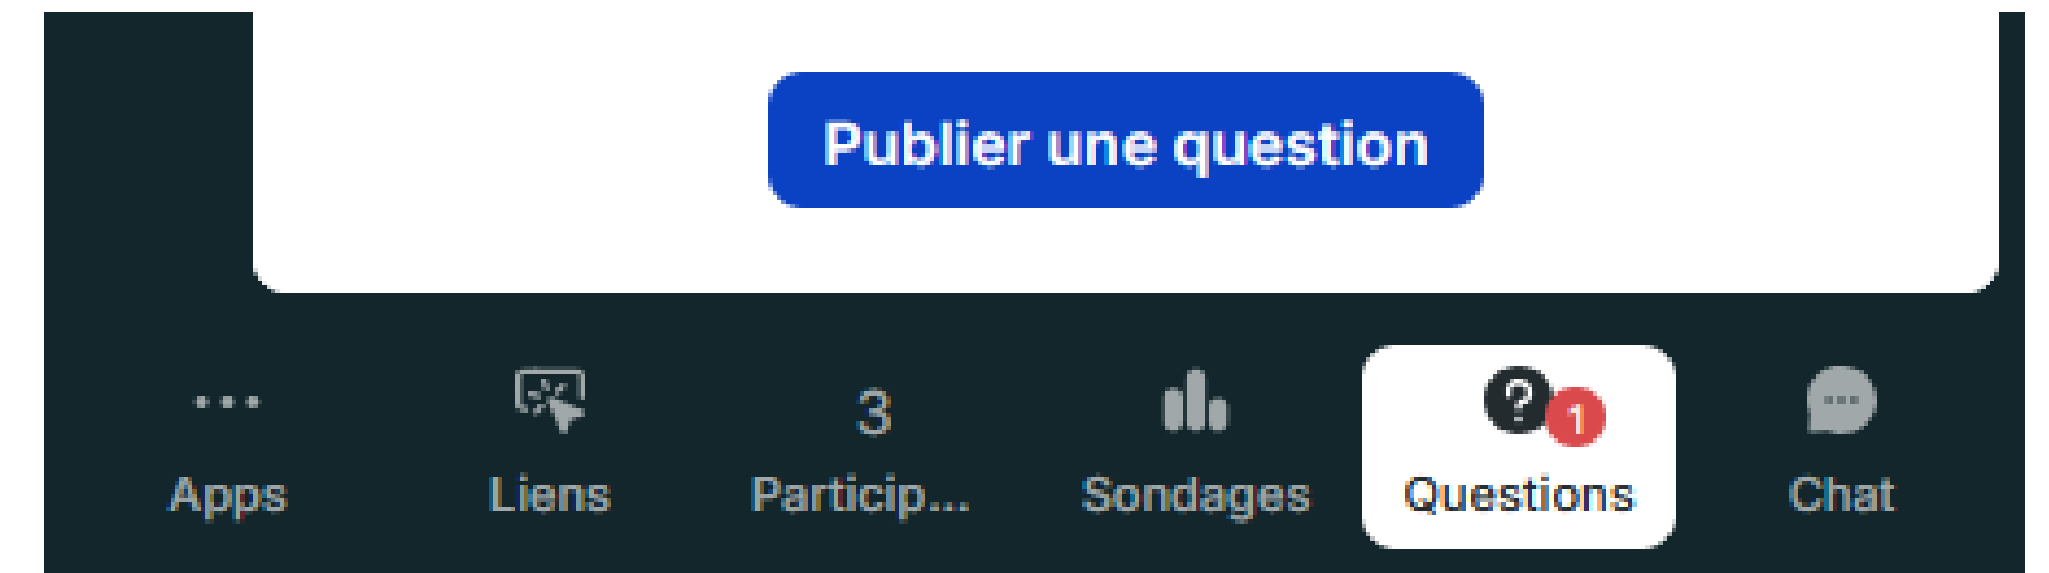 Publier une question
3
1
Apps
Liens
Particip...
Sondages
Questions
Chat